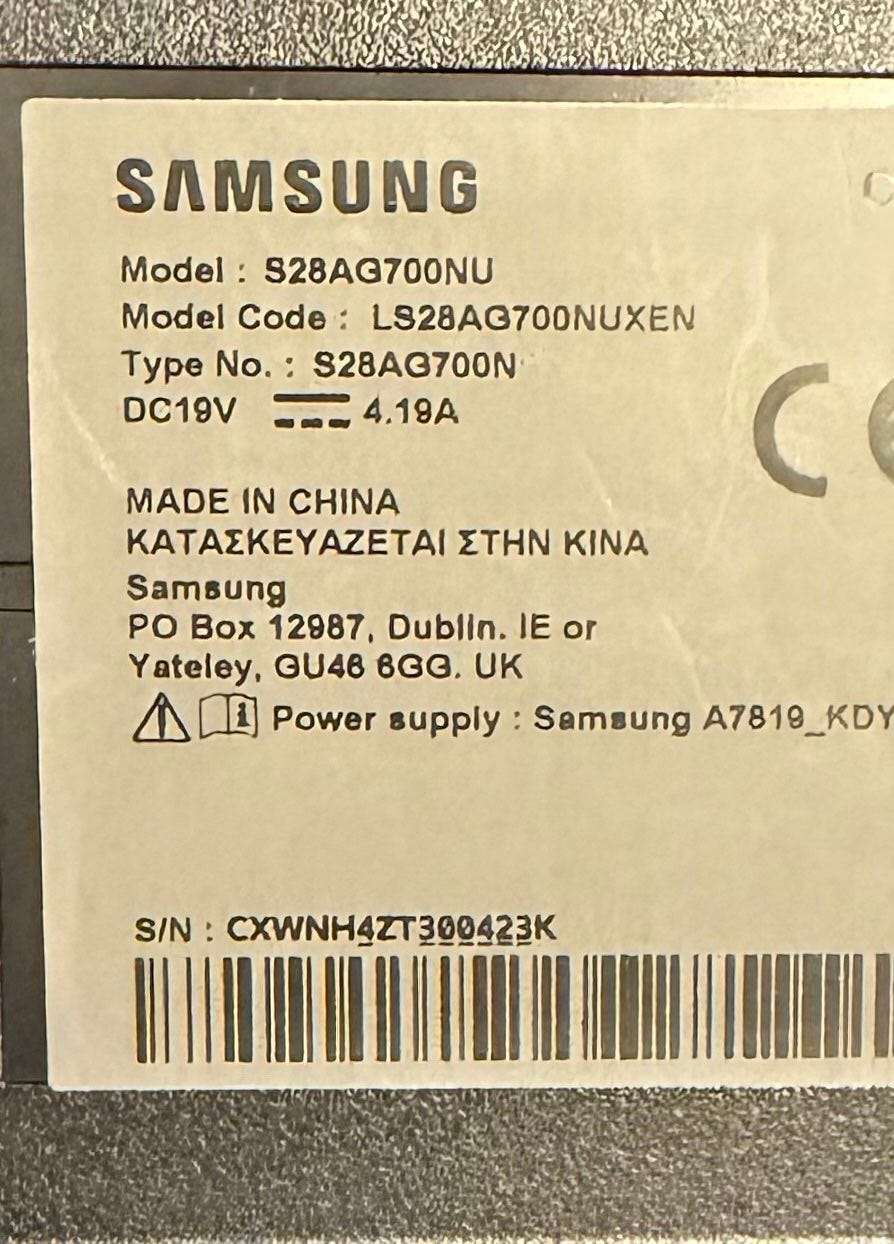 SAMSUNG
Model : S28AG700NU
Model Code : LS28AG700NUXEN
Type No. : S28AG700N
DC19V 4.19A
MADE IN CHINA
ΚΑΤΑΣΚΕΥΑΖΕΤΑΙ ΣΤΗΝ ΚΙΝΑ
Samsung
PO Box 12987, Dublin. IE or
Yateley, GU46 6GG. UK
Power supply : Samsung A7819_KDY
S/N : CXWNH4ZT300423K